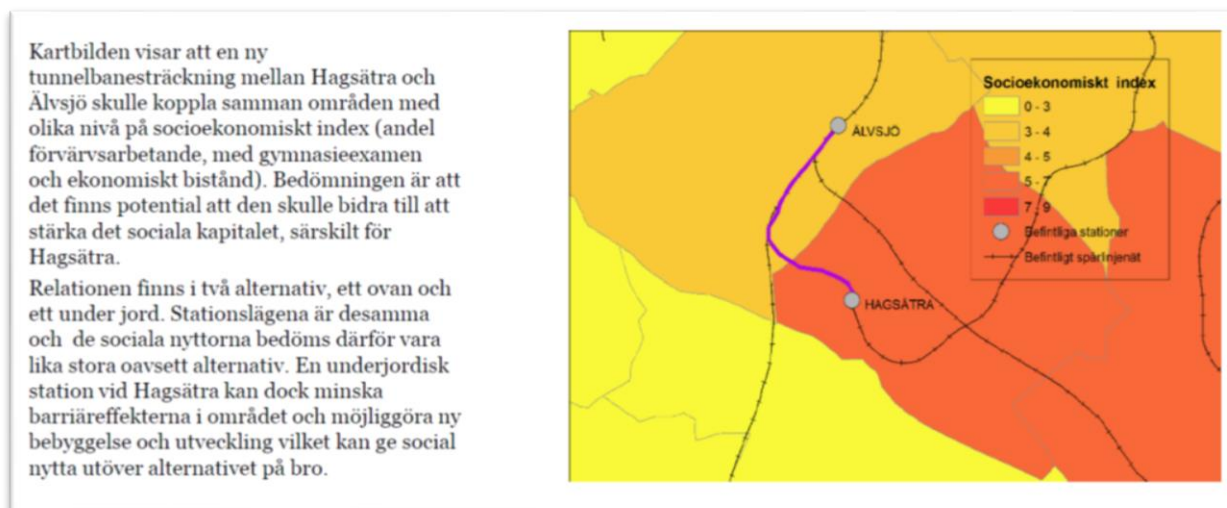 Kartbilden visar att en ny
tunnelbanesträckning mellan Hagsätra och
Älvsjö skulle koppla samman områden med
olika nivå på socioekonomiskt index (andel
förvärvsarbetande, med gymnasieexamen
och ekonomiskt bistånd). Bedömningen är att
det finns potential att den skulle bidra till att
stärka det sociala kapitalet, särskilt för
Hagsätra.
Relationen finns i två alternativ, ett ovan och
ett under jord. Stationslägena är desamma
och de sociala nyttorna bedöms därför vara
lika stora oavsett alternativ. En underjordisk
station vid Hagsätra kan dock minska
barriäreffekterna i området och möjliggöra ny
bebyggelse och utveckling vilket kan ge social
nytta utöver alternativet på bro.
Socioekonomiskt index
0 - 3
3 - 4
4 - 5
5 - 7
7 - 9
Befintliga stationer
Befintligt spårlinjenät
ÄLVSJÖ
HAGSÄTRA